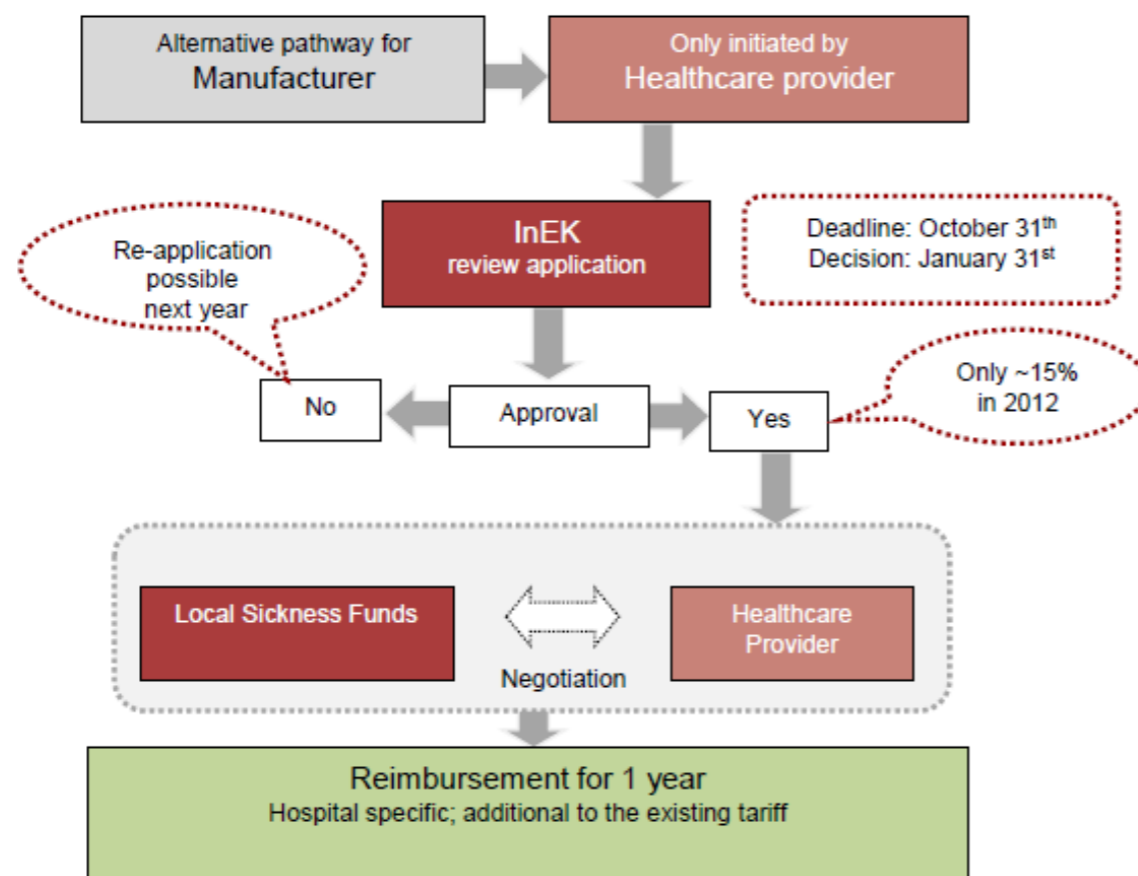 Alternative pathway for
Manufacturer
Only initiated by
Healthcare provider
InEK
review application
Deadline: October 31th
Decision: January 31st
Re-application
possible
next year
No
Approval
Yes
Only ~15%
in 2012
Local Sickness Funds
Negotiation
Healthcare
Provider
Reimbursement for 1 year
Hospital specific; additional to the existing tariff